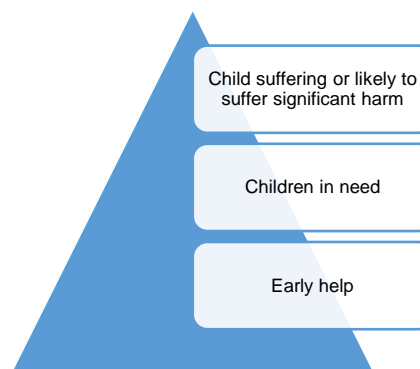 Child suffering or likely to
suffer significant harm
Children in need
Early help